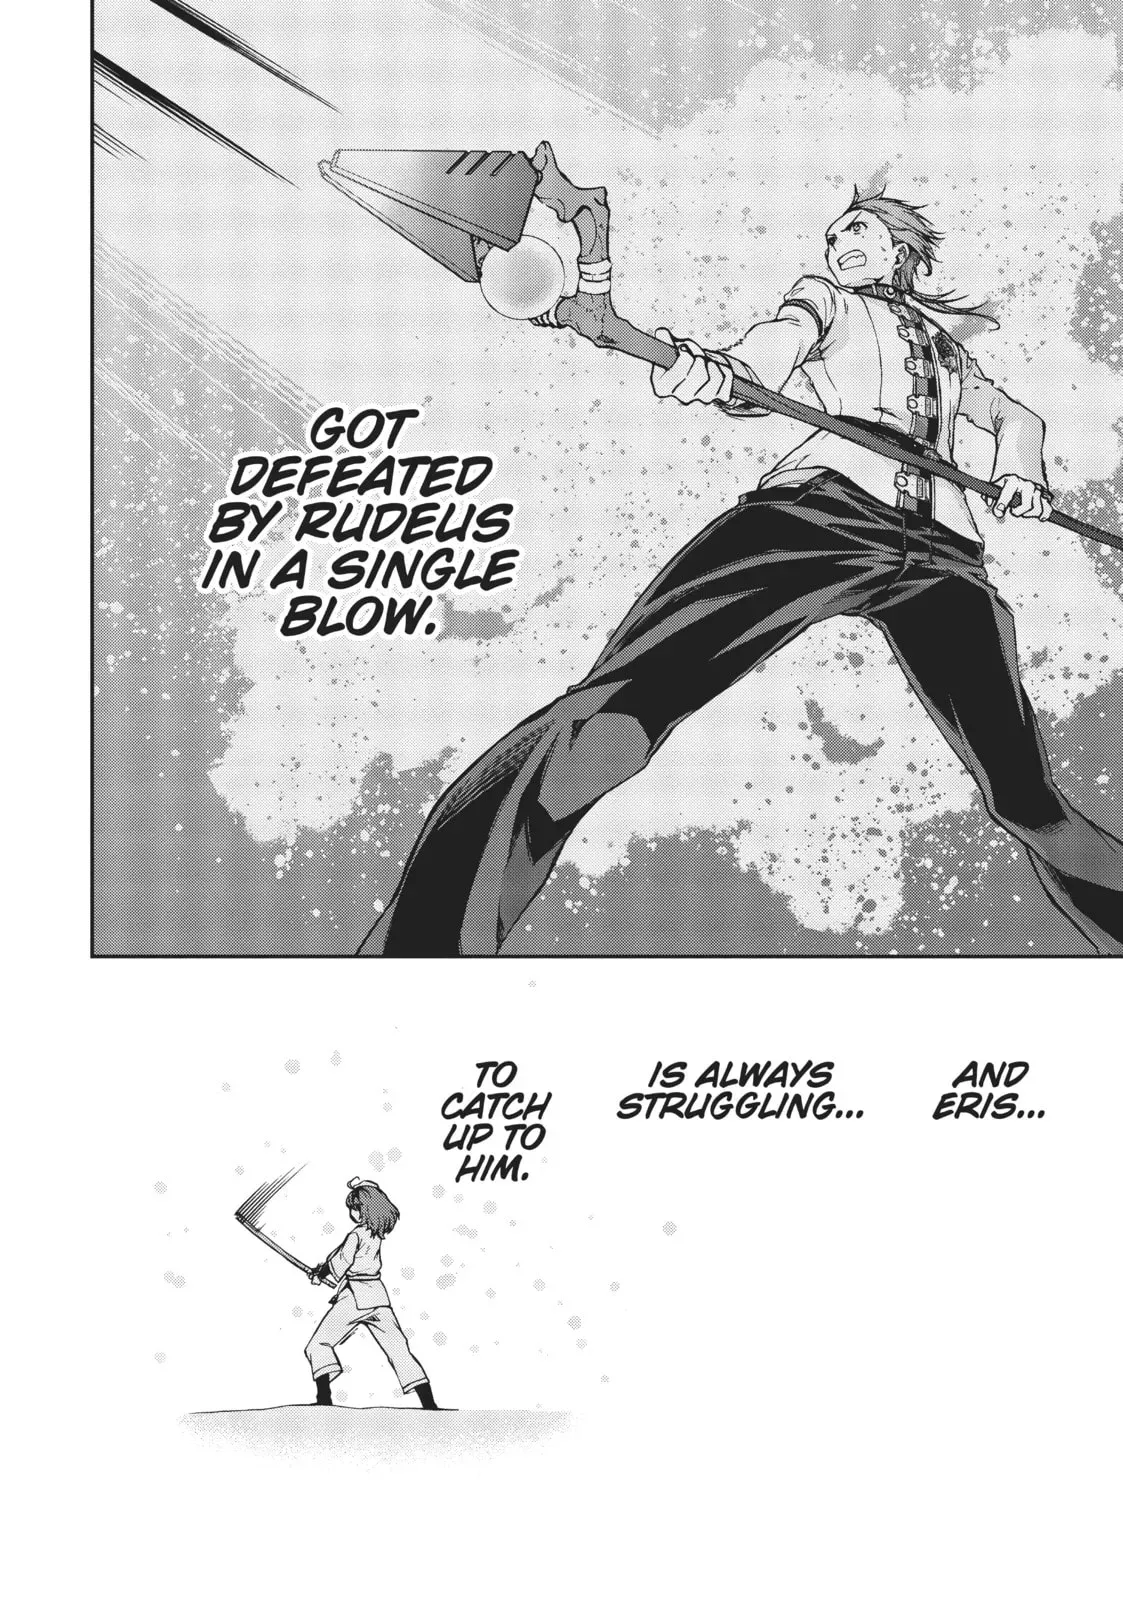 GOT
DEFEATED
BY RUDEUS
IN A SINGLE
BLOW.
AND
ERIS...
IS ALWAYS
STRUGGLING...
TO
CATCH
UP TO
HIM.